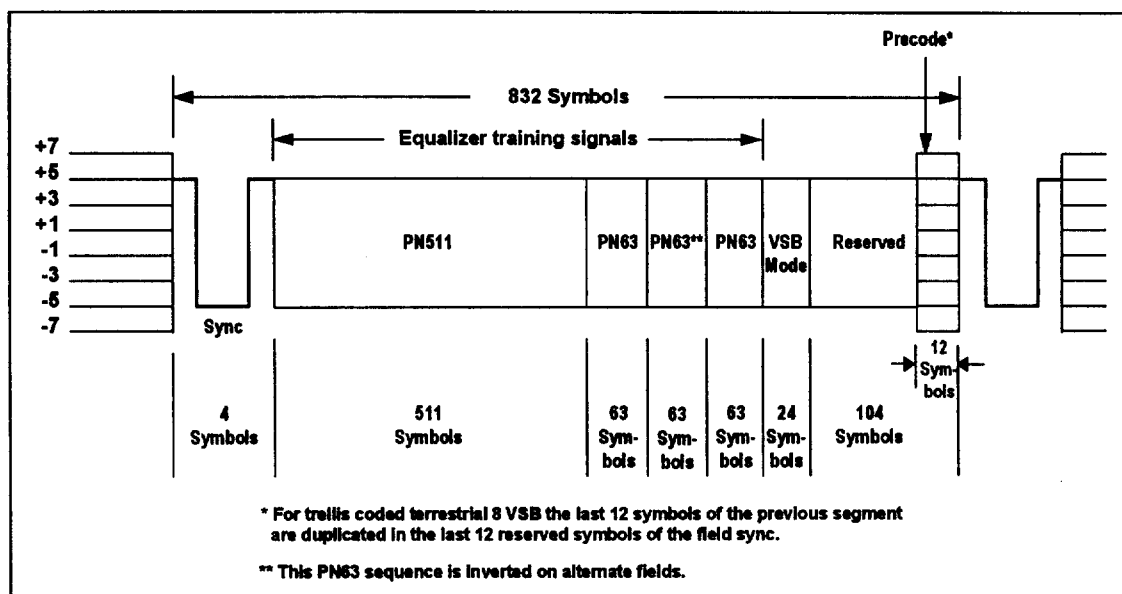 Precode*
832 Symbols
Equalizer training signals
+7
+5
+3
+1
-1
-3
-5
-7
PN511
PN63
PN63**
PN63
VSB
Mode
Reserved
Sync
4
Symbols
511
Symbols
63
Sym-
bols
63
Sym-
bols
63
Sym-
bols
24
Sym-
bols
104
Symbols
12
Sym-
bols
* For trellis coded terrestrial 8 VSB the last 12 symbols of the previous segment
are duplicated in the last 12 reserved symbols of the field sync.
** This PN63 sequence is inverted on alternate fields.